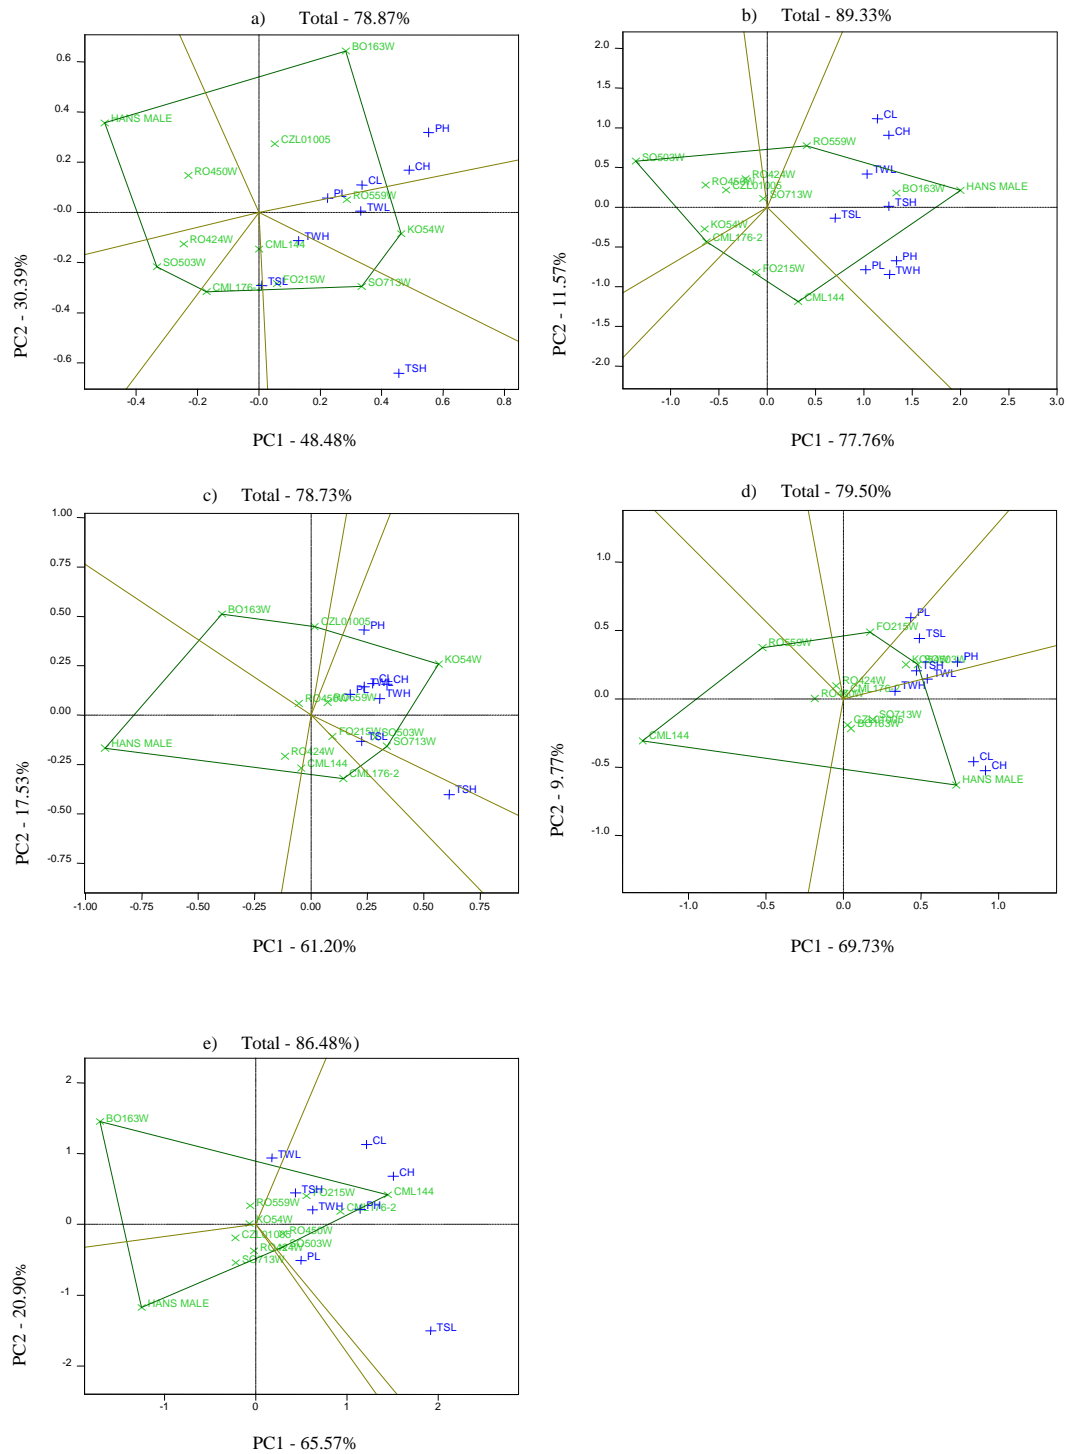 a) Total - 78.87%
0.6
0.4
0.2
-0.0
-0.2
-0.4
-0.6
BO163W
HANS MALE
PH
CZL01005
CH
RO450W
CL
PL
RO559W
TWL
KO54W
RO424W
TWH
CML144
SO503W
TSL
FO215W
SO713W
TSH
-0.4 -0.2 -0.0 0.2 0.4 0.6 0.8
PC2 - 30.39%
PC1 - 48.48%
b) Total - 89.33%
2.0
1.5
1.0
0.5
0.0
-0.5
-1.0
-1.5
-2.0
CL
CH
RO559W
SO503W
TWL
RO424W
HANS MALE
CZL01005
BO163W
SO713W
TSH
TSL
KO54W
CML176-2
PH
PL
FO215W
TWH
CML144
-1.0 0.0 0.5 1.0 1.5 2.0 2.5 3.0
PC2 - 11.57%
PC1 - 77.76%
c) Total - 78.73%
1.00
0.75
0.50
0.25
0.00
-0.25
-0.50
-0.75
BO163W
CZL01005
PH
KO54W
CH
PL
TWH
FO215W
SO503W
TSL
SO713W
HANS MALE
RO424W
CML144
CML176-2
TSH
-1.00 -0.75 -0.50 -0.25 0.00 0.25 0.50 0.75
PC2 - 17.53%
PC1 - 61.20%
d) Total - 79.50%
1.0
0.5
0.0
-0.5
-1.0
PL
FO215W
TSL
RO559W
PH
TSH
TWL
RO424W
TWH
SO713W
BO163W
CML144
CL
CH
HANS MALE
-1.0 -0.5 0.0 0.5 1.0
PC2 - 9.77%
PC1 - 69.73%
e) Total - 86.48%)
2
1
0
-1
-2
BO163W
CL
TWL
CH
TSH
FO215W
CML144
RO559W
TWH
PH
KO54W
RO450W
SO503W
SO713W
PL
HANS MALE
TSL
-1 0 1 2
PC2 - 20.90%
PC1 - 65.57%